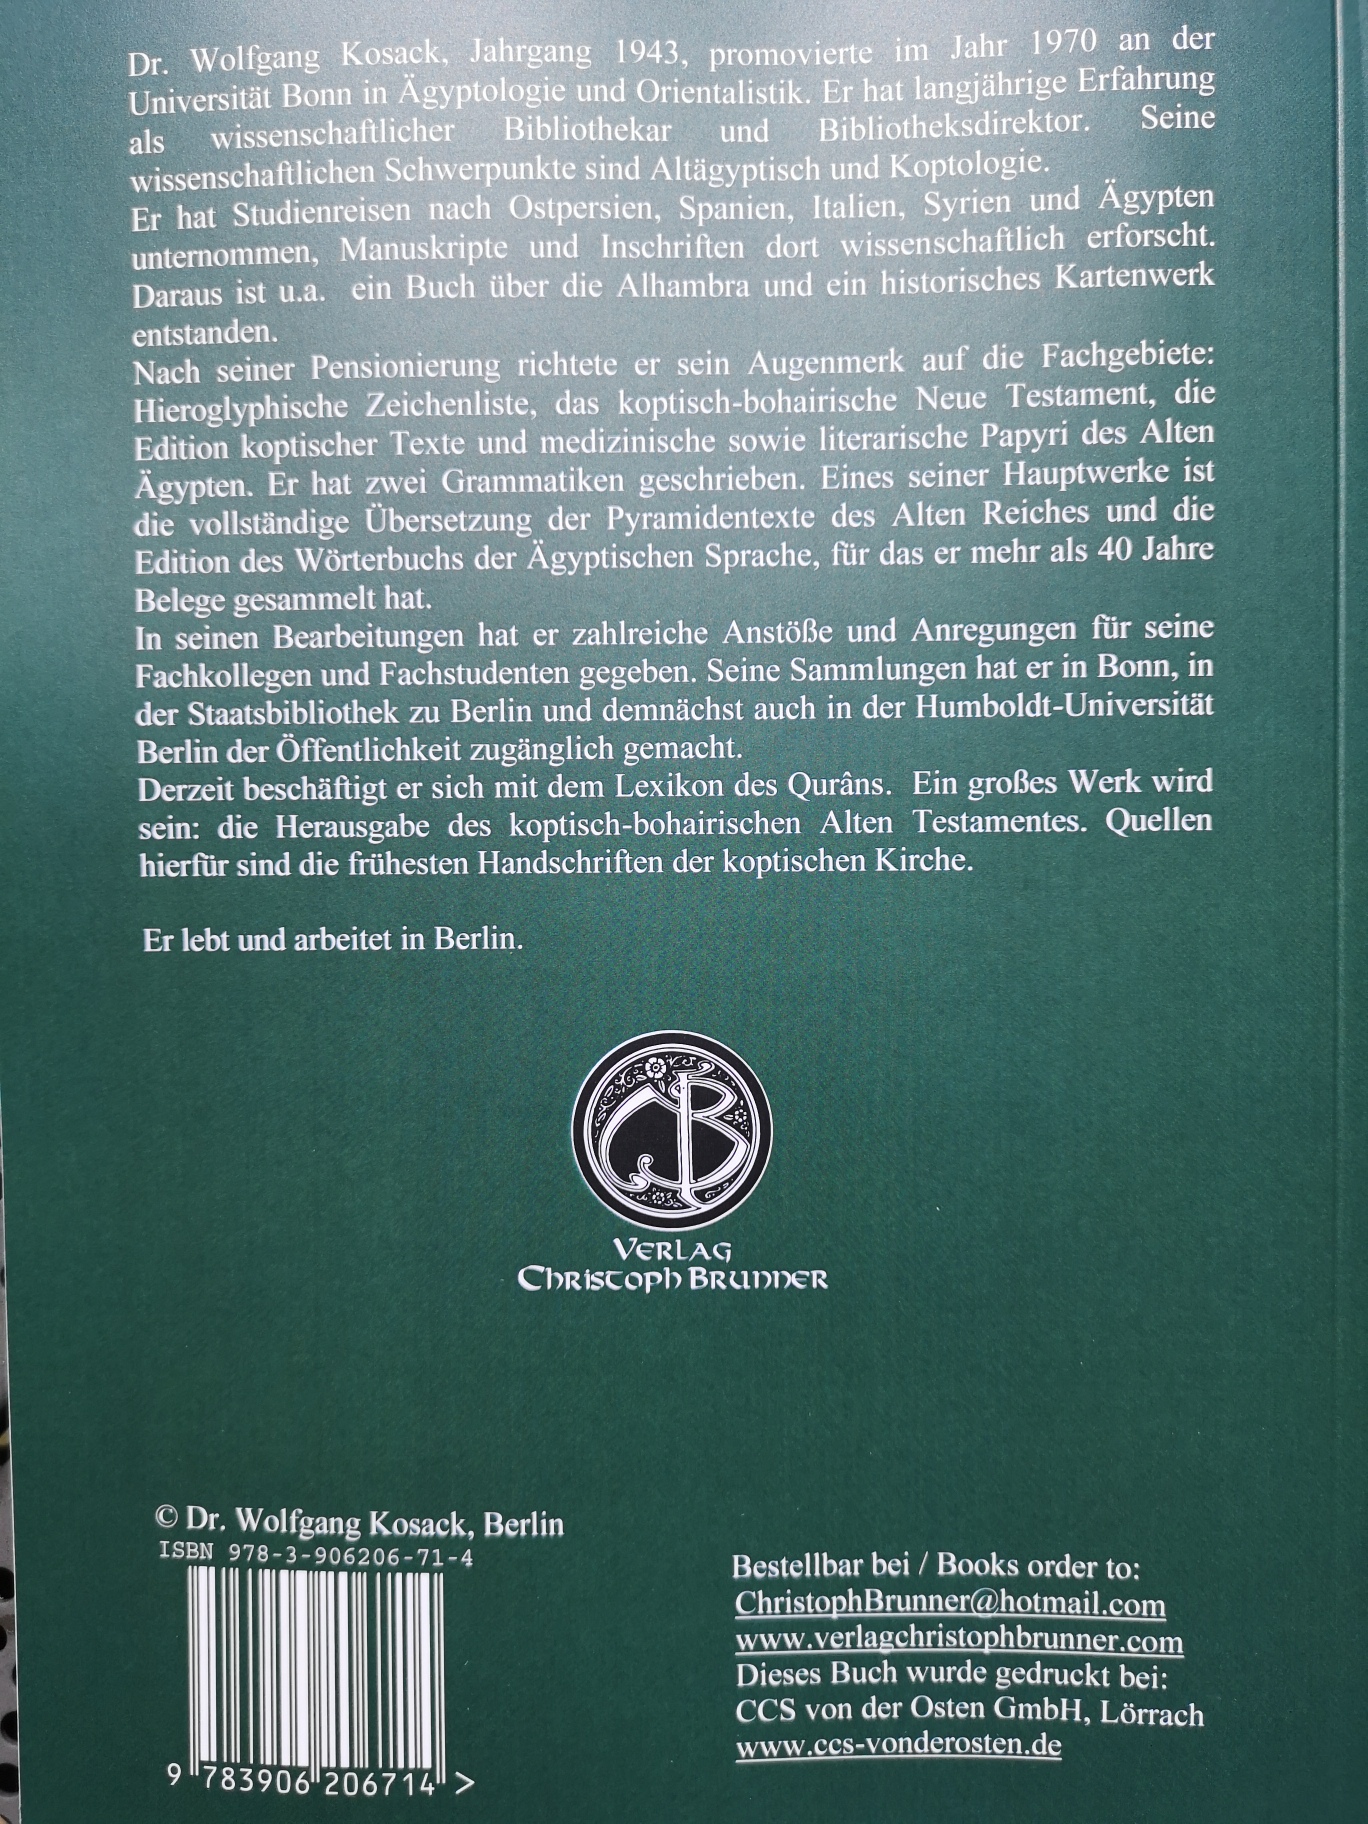 Dr. Wolfgang Kosack, Jahrgang 1943, promovierte im Jahr 1970 an der
Universität Bonn in Ägyptologie und Orientalistik. Er hat langjährige Erfahrung
als wissenschaftlicher Bibliothekar und Bibliotheksdirektor. Seine
wissenschaftlichen Schwerpunkte sind Altägyptisch und Koptologie.
Er hat Studienreisen nach Ostpersien, Spanien, Italien, Syrien und Ägypten
unternommen, Manuskripte und Inschriften dort wissenschaftlich erforscht.
Daraus ist u.a. ein Buch über die Alhambra und ein historisches Kartenwerk
entstanden.
Nach seiner Pensionierung richtete er sein Augenmerk auf die Fachgebiete:
Hieroglyphische Zeichenliste, das koptisch-bohairische Neue Testament, die
Edition koptischer Texte und medizinische sowie literarische Papyri des Alten
Ägypten. Er hat zwei Grammatiken geschrieben. Eines seiner Hauptwerke ist
die vollständige Übersetzung der Pyramidentexte des Alten Reiches und die
Edition des Wörterbuchs der Ägyptischen Sprache, für das er mehr als 40 Jahre
Belege gesammelt hat.
In seinen Bearbeitungen hat er zahlreiche Anstöße und Anregungen für seine
Fachkollegen und Fachstudenten gegeben. Seine Sammlungen hat er in Bonn, in
der Staatsbibliothek zu Berlin und demnächst auch in der Humboldt-Universität
Berlin der Öffentlichkeit zugänglich gemacht.
Derzeit beschäftigt er sich mit dem Lexikon des Qurâns. Ein großes Werk wird
sein: die Herausgabe des koptisch-bohairischen Alten Testamentes. Quellen
hierfür sind die frühesten Handschriften der koptischen Kirche.
Er lebt und arbeitet in Berlin.
CB
Verlag
Christoph Brunner
© Dr. Wolfgang Kosack, Berlin
ISBN 978-3-906206-71-4
9 783906 206714 >
Bestellbar bei / Books order to:
ChristophBrunner@hotmail.com
www.verlagchristophbrunner.com
Dieses Buch wurde gedruckt bei:
CCS von der Osten GmbH, Lörrach
www.ccs-vonderosten.de